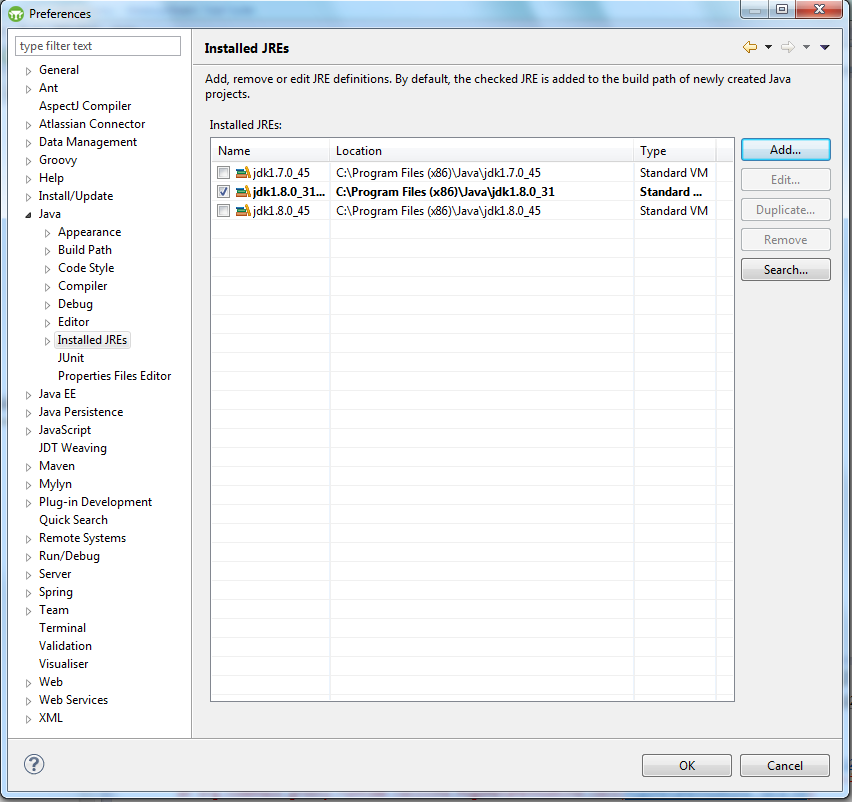 Preferences
type filter text
General
Ant
AspectJ Compiler
Atlassian Connector
Data Management
Groovy
Help
Install/Update
Java
Appearance
Build Path
Code Style
Compiler
Debug
Editor
Installed JREs
JUnit
Properties Files Editor
Java EE
Java Persistence
JavaScript
JDT Weaving
Maven
Mylyn
Plug-in Development
Quick Search
Remote Systems
Run/Debug
Server
Spring
Team
Terminal
Validation
Visualiser
Web
Web Services
XML
Installed JREs
Add, remove or edit JRE definitions. By default, the checked JRE is added to the build path of newly created Java
projects.
Installed JREs:
Name Location Type
jdk1.7.0_45 C:\Program Files (x86)\Java\jdk1.7.0_45 Standard VM
jdk1.8.0_31... C:\Program Files (x86)\Java\jdk1.8.0_31 Standard ...
jdk1.8.0_45 C:\Program Files (x86)\Java\jdk1.8.0_45 Standard VM
Add...
Edit...
Duplicate...
Remove
Search...
?
OK Cancel